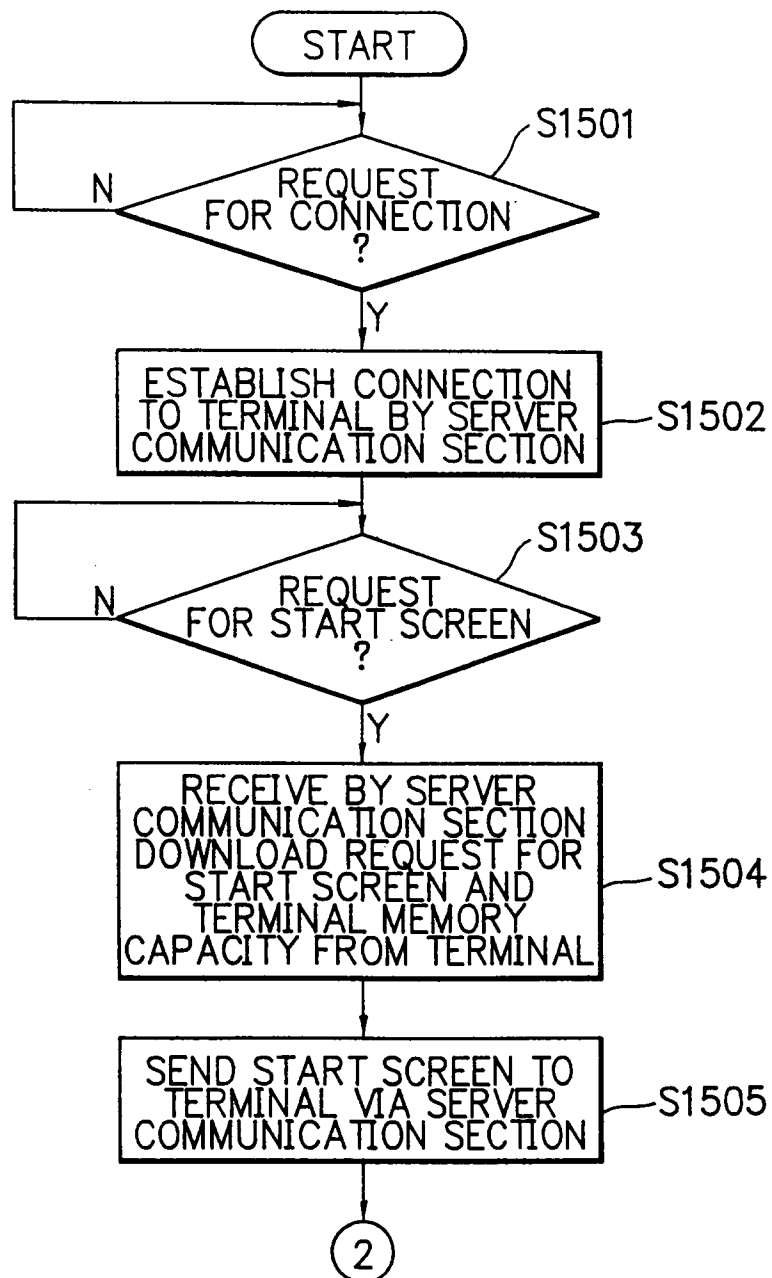 START
S1501
REQUEST
FOR CONNECTION
?
N
Y
ESTABLISH CONNECTION
TO TERMINAL BY SERVER
COMMUNICATION SECTION
S1502
S1503
REQUEST
FOR START SCREEN
?
N
Y
RECEIVE BY SERVER
COMMUNICATION SECTION
DOWNLOAD REQUEST FOR
START SCREEN AND
TERMINAL MEMORY
CAPACITY FROM TERMINAL
S1504
SEND START SCREEN TO
TERMINAL VIA SERVER
COMMUNICATION SECTION
S1505
2